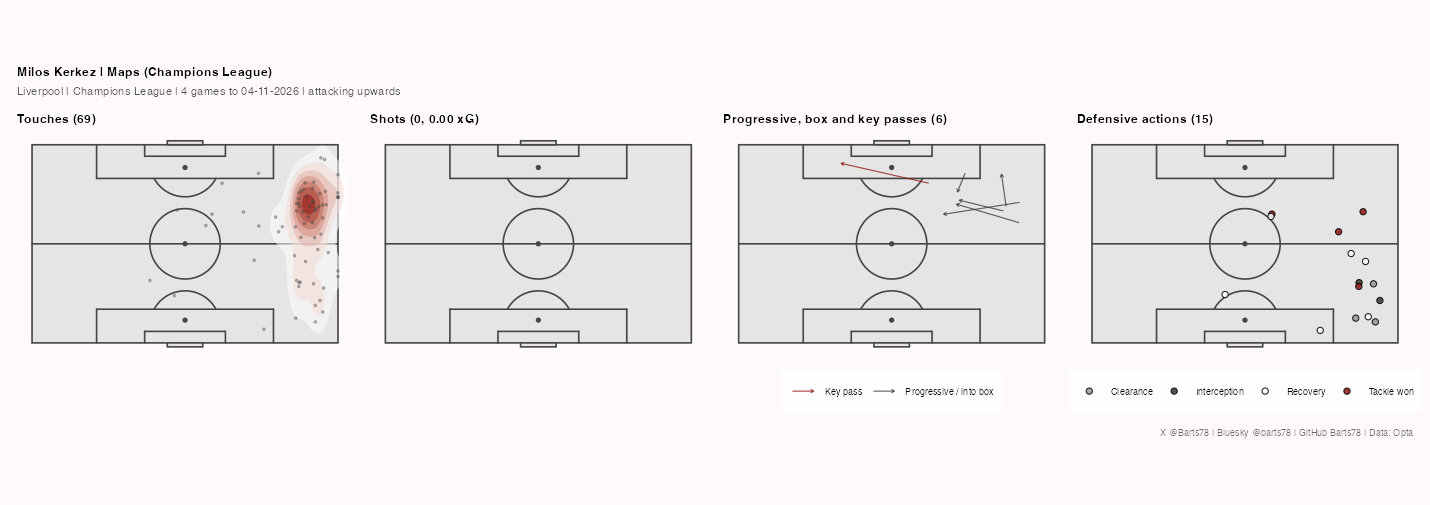 Milos Kerkez | Maps (Champions League)
Liverpool | Champions League | 4 games to 04-11-2026 | attacking upwards
Touches (69)
Shots (0, 0.00 xG)
Progressive, box and key passes (6)
Defensive actions (15)
Key pass
Progressive / Into box
Clearance
Interception
Recovery
Tackle won
X @Barts78 | Bluesky @barts78 | GitHub Barts78 | Data: Opta